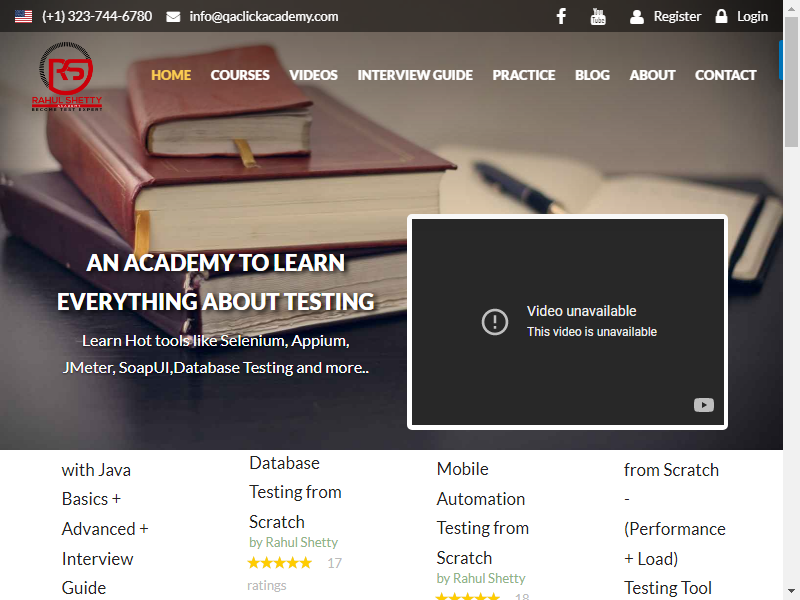 (+1) 323-744-6780 info@qaclickacademy.com Register Login
RAHUL SHETTY
ACADEMY
HOME COURSES VIDEOS INTERVIEW GUIDE PRACTICE BLOG ABOUT CONTACT
AN ACADEMY TO LEARN
EVERYTHING ABOUT TESTING
Learn Hot tools like Selenium, Appium,
JMeter, SoapUI,Database Testing and more..
Video unavailable
This video is unavailable
with Java
Basics +
Advanced +
Interview
Guide
Database
Testing from
Scratch
by Rahul Shetty
17
ratings
Mobile
Automation
Testing from
Scratch
by Rahul Shetty
18
from Scratch
-
(Performance
+ Load)
Testing Tool